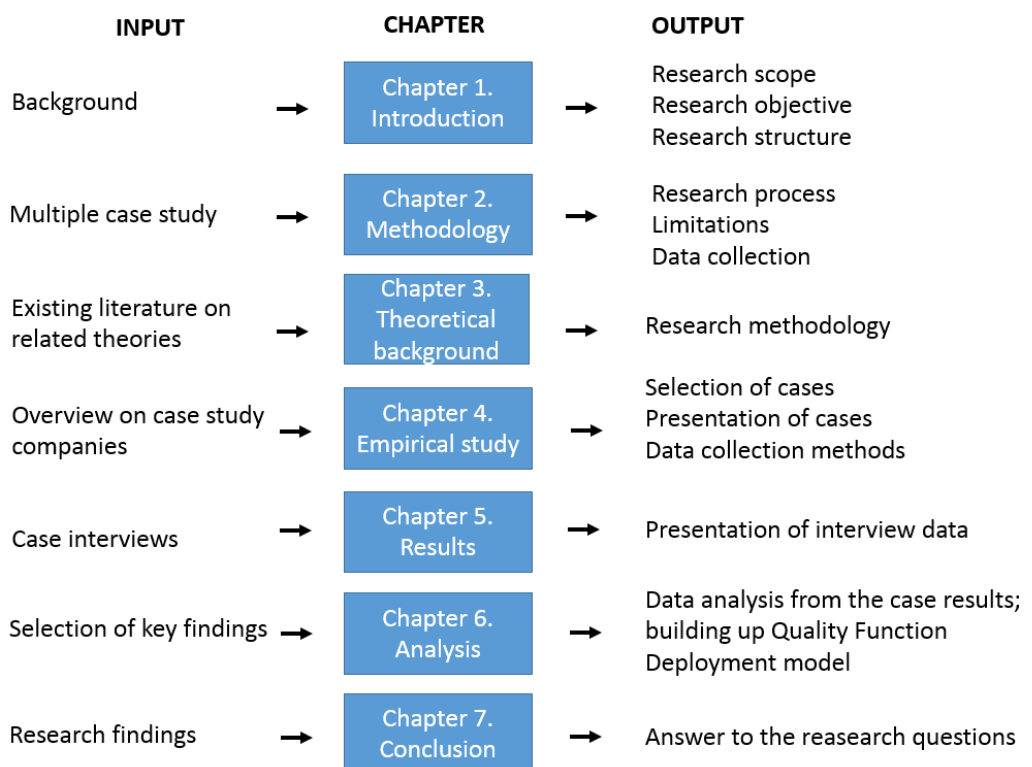 INPUT
CHAPTER
OUTPUT
Background
Chapter 1.
Introduction
Research scope
Research objective
Research structure
Multiple case study
Chapter 2.
Methodology
Research process
Limitations
Data collection
Existing literature on
related theories
Chapter 3.
Theoretical
background
Research methodology
Overview on case study
companies
Chapter 4.
Empirical study
Selection of cases
Presentation of cases
Data collection methods
Case interviews
Chapter 5.
Results
Presentation of interview data
Selection of key findings
Chapter 6.
Analysis
Data analysis from the case results;
building up Quality Function
Deployment model
Research findings
Chapter 7.
Conclusion
Answer to the reasearch questions